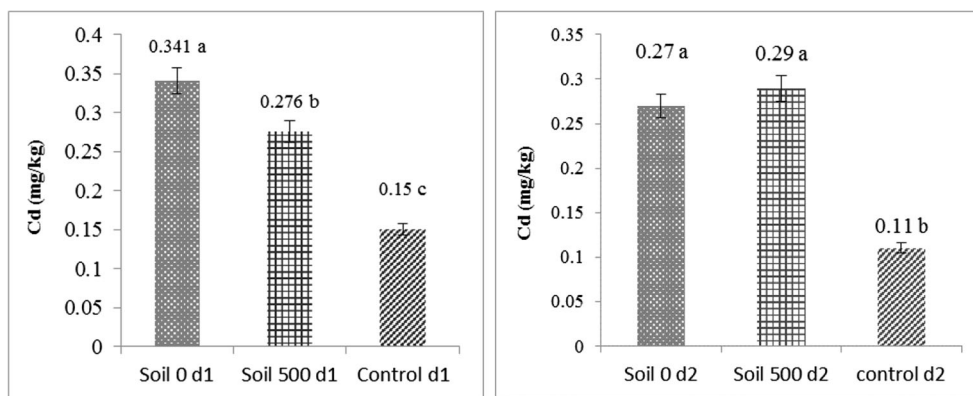 0.4
0.35
0.3
0.25
0.2
0.15
0.1
0.05
0
Cd (mg/kg)
0.341 a
0.276 b
0.15 c
Soil 0 d1 Soil 500 d1 Control d1
0.35
0.3
0.25
0.2
0.15
0.1
0.05
0
Cd (mg/kg)
0.27 a
0.29 a
0.11 b
Soil 0 d2 Soil 500 d2 control d2